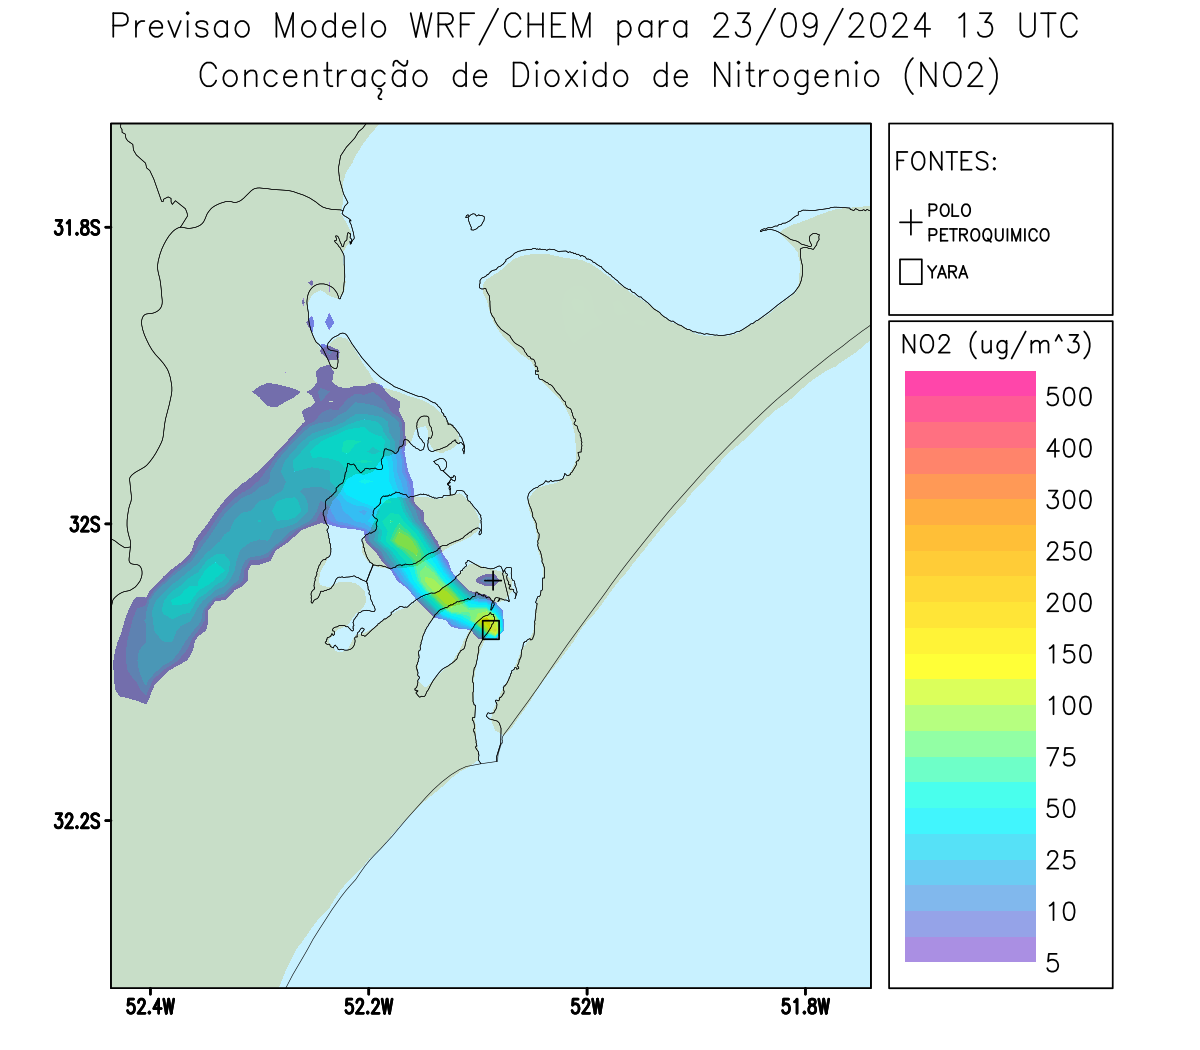 Previsao Modelo WRF/CHEM para 23/09/2024 13 UTC
Concentração de Dioxido de Nitrogenio (NO2)
FONTES:
POLO
PETROQUIMICO
YARA
NO2 (ug/m^3)
500
400
300
250
200
150
100
75
50
25
10
5
31.8S
32S
32.2S
52.4W
52.2W
52W
51.8W